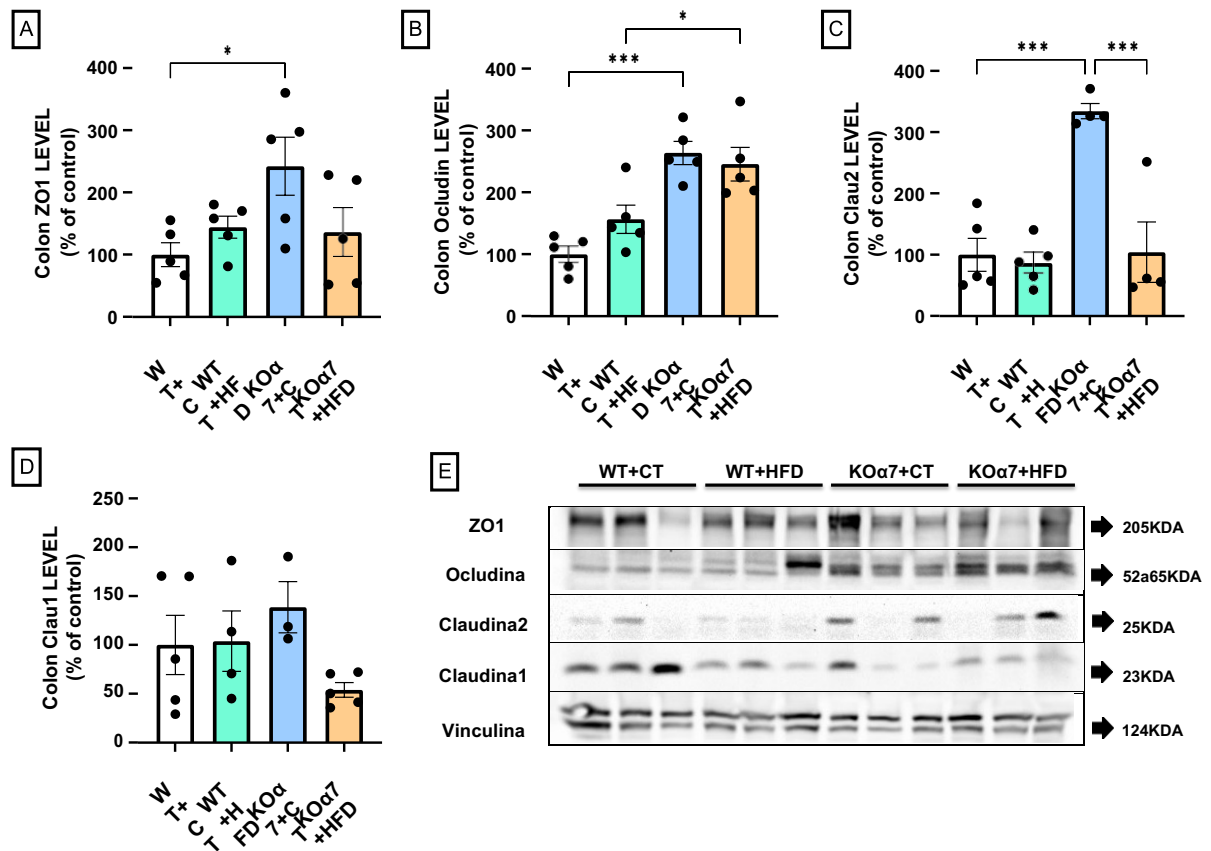 A
*
Colon ZO1 LEVEL
(% of control)
400
300
200
100
0
W
T+
C
T
WT
+HF
D
KOα
7+C
T
KOα7
+HFD
B
*
***
Colon Ocludin LEVEL
(% of control)
400
300
200
100
0
W
T+
C
T
WT
+HF
D
KOα
7+C
T
KOα7
+HFD
C
***
***
Colon Clau2 LEVEL
(% of control)
400
300
200
100
0
W
T+
C
T
WT
+H
FD
KOα
7+C
T
KOα7
+HFD
D
Colon Clau1 LEVEL
(% of control)
250
200
150
100
50
0
W
T+
C
T
WT
+H
FD
KOα
7+C
T
KOα7
+HFD
E
WT+CT WT+HFD KOα7+CT KOα7+HFD
ZO1 205KDA
Ocludina 52a65KDA
Claudina2 25KDA
Claudina1 23KDA
Vinculina 124KDA